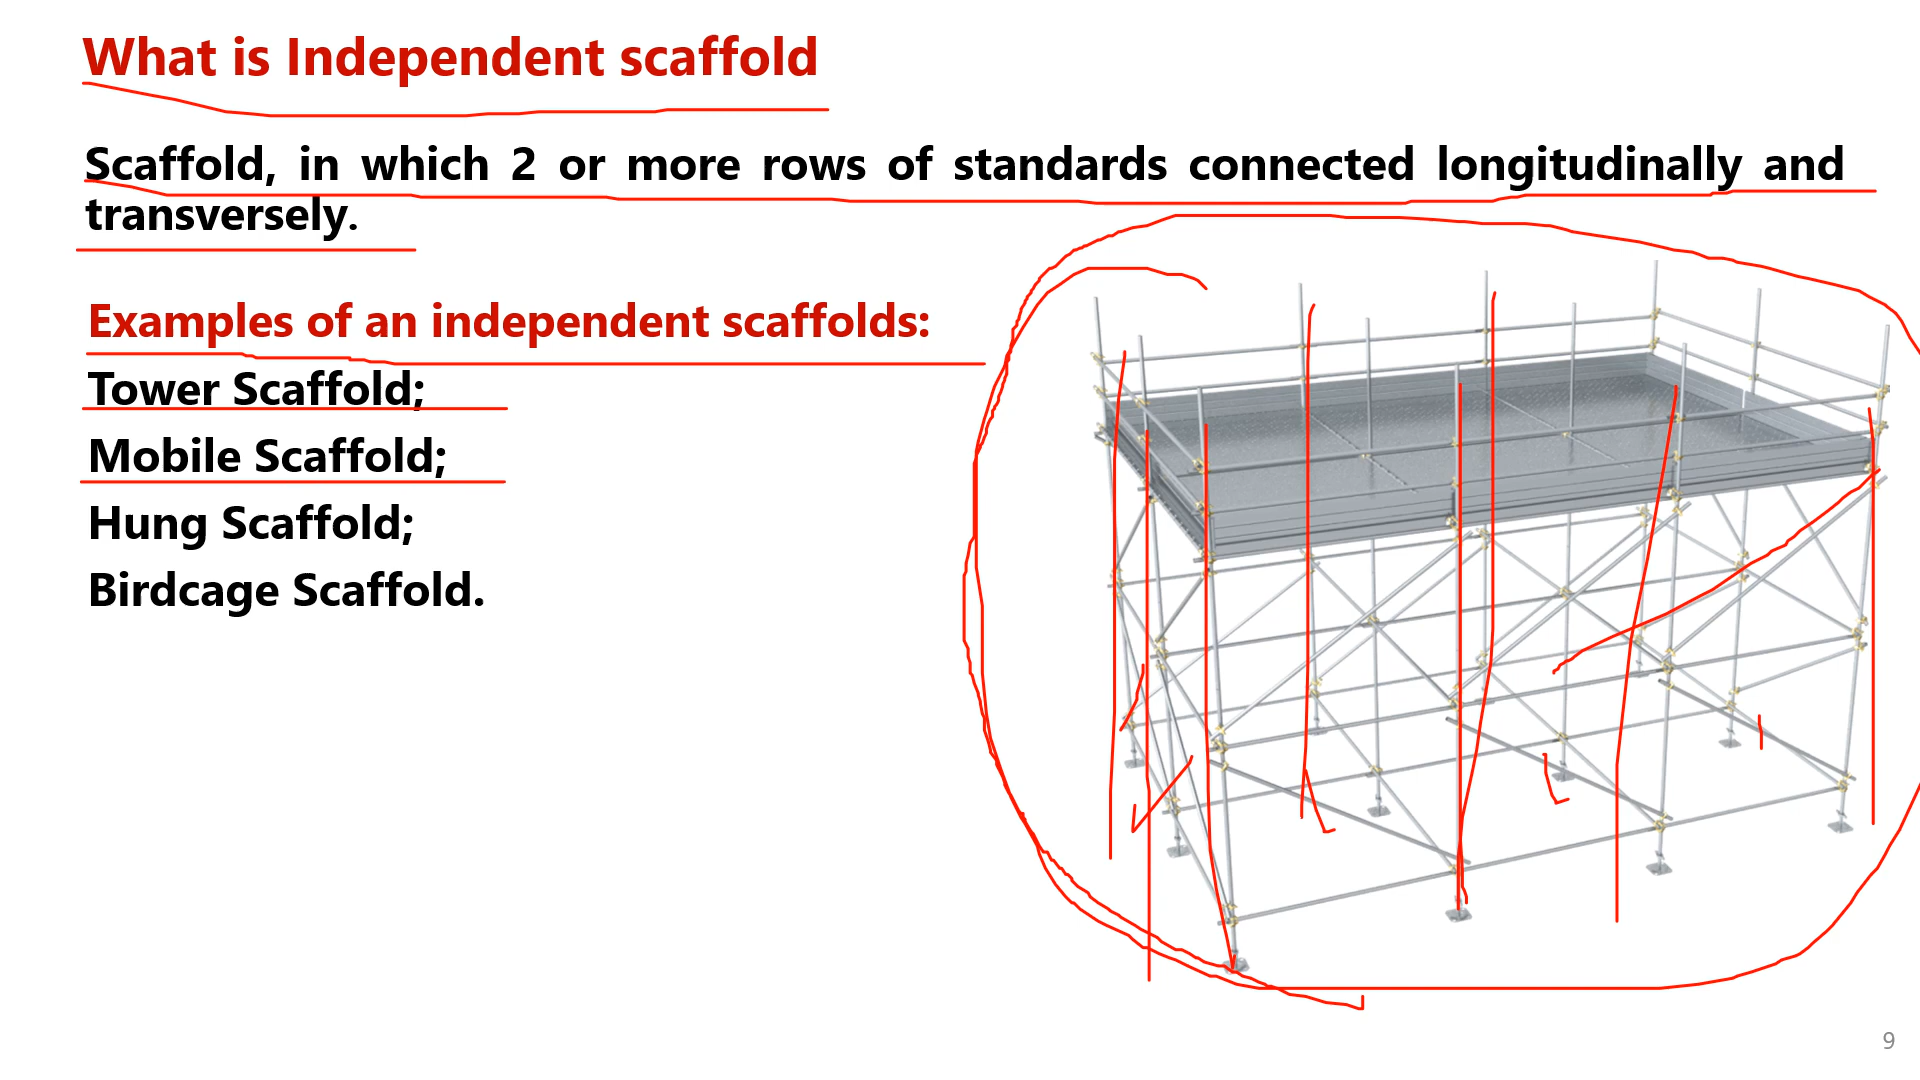 What is Independent scaffold
Scaffold, in which 2 or more rows of standards connected longitudinally and
transversely.
Examples of an independent scaffolds:
Tower Scaffold;
Mobile Scaffold;
Hung Scaffold;
Birdcage Scaffold.
9